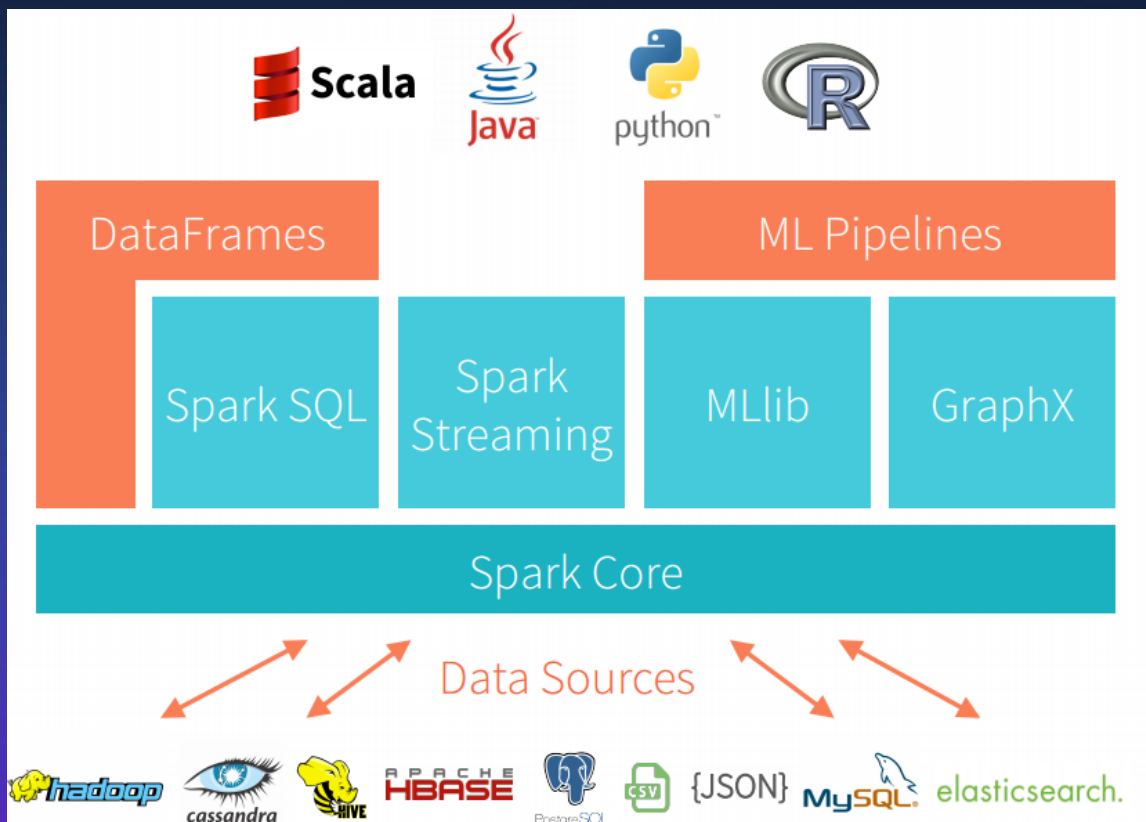 Scala
Java
python™
R
DataFrames
ML Pipelines
Spark SQL
Spark
Streaming
MLlib
GraphX
Spark Core
Data Sources
hadoop
cassandra
HIVE
APACHE
HBASE
PostgreSQL
CSV
{JSON}
MySQL®
elasticsearch.